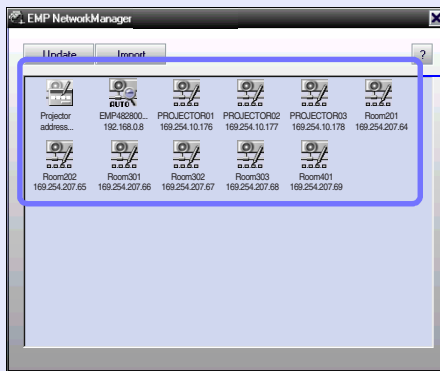 EMP NetworkManager
Update Import ?
AUTO
Projector EMP482800... PROJECTOR01 PROJECTOR02 PROJECTOR03 Room201
address... 192.168.0.8 169.254.10.176 169.254.10.177 169.254.10.178 169.254.207.64
Room202 Room301 Room302 Room303 Room401
169.254.207.65 169.254.207.66 169.254.207.67 169.254.207.68 169.254.207.69